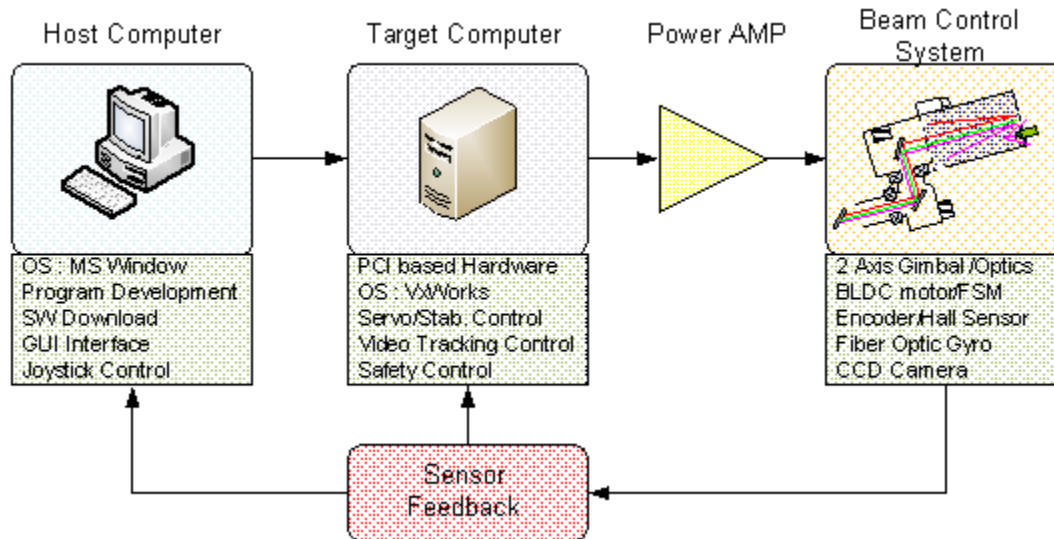 Host Computer
Target Computer
Power AMP
Beam Control
System
OS : MS Window
Program Development
SW Download
GUI Interface
Joystick Control
PCI based Hardware
OS : VxWorks
Servo/Stab. Control
Video Tracking Control
Safety Control
2 Axis Gimbal /Optics
BLDC motor/FSM
Encoder/Hall Sensor
Fiber Optic Gyro
CCD Camera
Sensor
Feedback